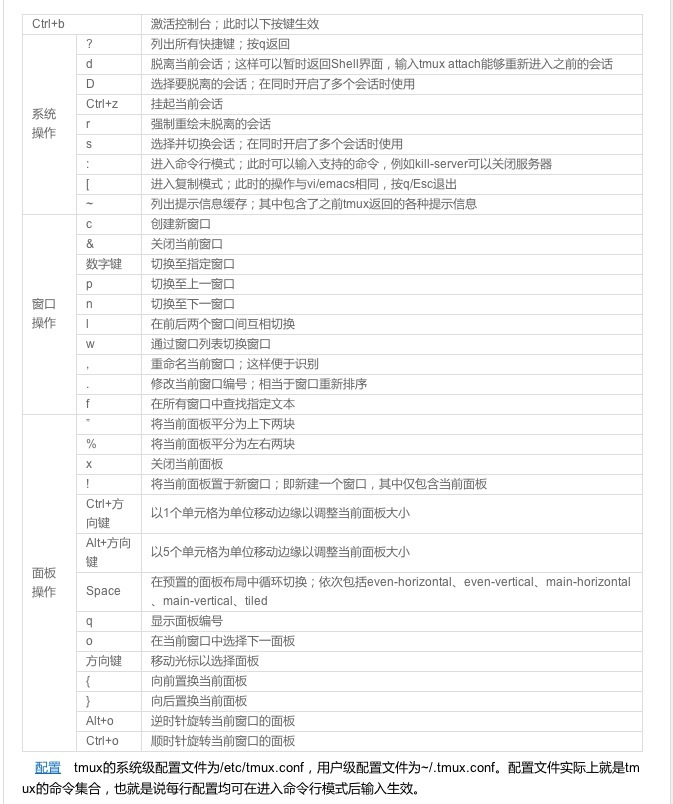 Ctrl+b 激活控制台；此时以下按键生效
系统
操作
? 列出所有快捷键；按q返回
d 脱离当前会话；这样可以暂时返回Shell界面，输入tmux attach能够重新进入之前的会话
D 选择要脱离的会话；在同时开启了多个会话时使用
Ctrl+z 挂起当前会话
r 强制重绘未脱离的会话
s 选择并切换会话；在同时开启了多个会话时使用
: 进入命令行模式；此时可以输入支持的命令，例如kill-server可以关闭服务器
[ 进入复制模式；此时的操作与vi/emacs相同，按q/Esc退出
~ 列出提示信息缓存；其中包含了之前tmux返回的各种提示信息
窗口
操作
c 创建新窗口
& 关闭当前窗口
数字键 切换至指定窗口
p 切换至上一窗口
n 切换至下一窗口
l 在前后两个窗口间互相切换
w 通过窗口列表切换窗口
, 重命名当前窗口；这样便于识别
. 修改当前窗口编号；相当于窗口重新排序
f 在所有窗口中查找指定文本
面板
操作
" 将当前面板平分为上下两块
% 将当前面板平分为左右两块
x 关闭当前面板
! 将当前面板置于新窗口；即新建一个窗口，其中仅包含当前面板
Ctrl+方
向键 以1个单元格为单位移动边缘以调整当前面板大小
Alt+方向
键 以5个单元格为单位移动边缘以调整当前面板大小
Space 在预置的面板布局中循环切换；依次包括even-horizontal、even-vertical、main-horizontal
、main-vertical、tiled
q 显示面板编号
o 在当前窗口中选择下一面板
方向键 移动光标以选择面板
{ 向前置换当前面板
} 向后置换当前面板
Alt+o 逆时针旋转当前窗口的面板
Ctrl+o 顺时针旋转当前窗口的面板
配置 tmux的系统级配置文件为/etc/tmux.conf，用户级配置文件为~/.tmux.conf。配置文件实际上就是tm
ux的命令集合，也就是说每行配置均可在进入命令行模式后输入生效。